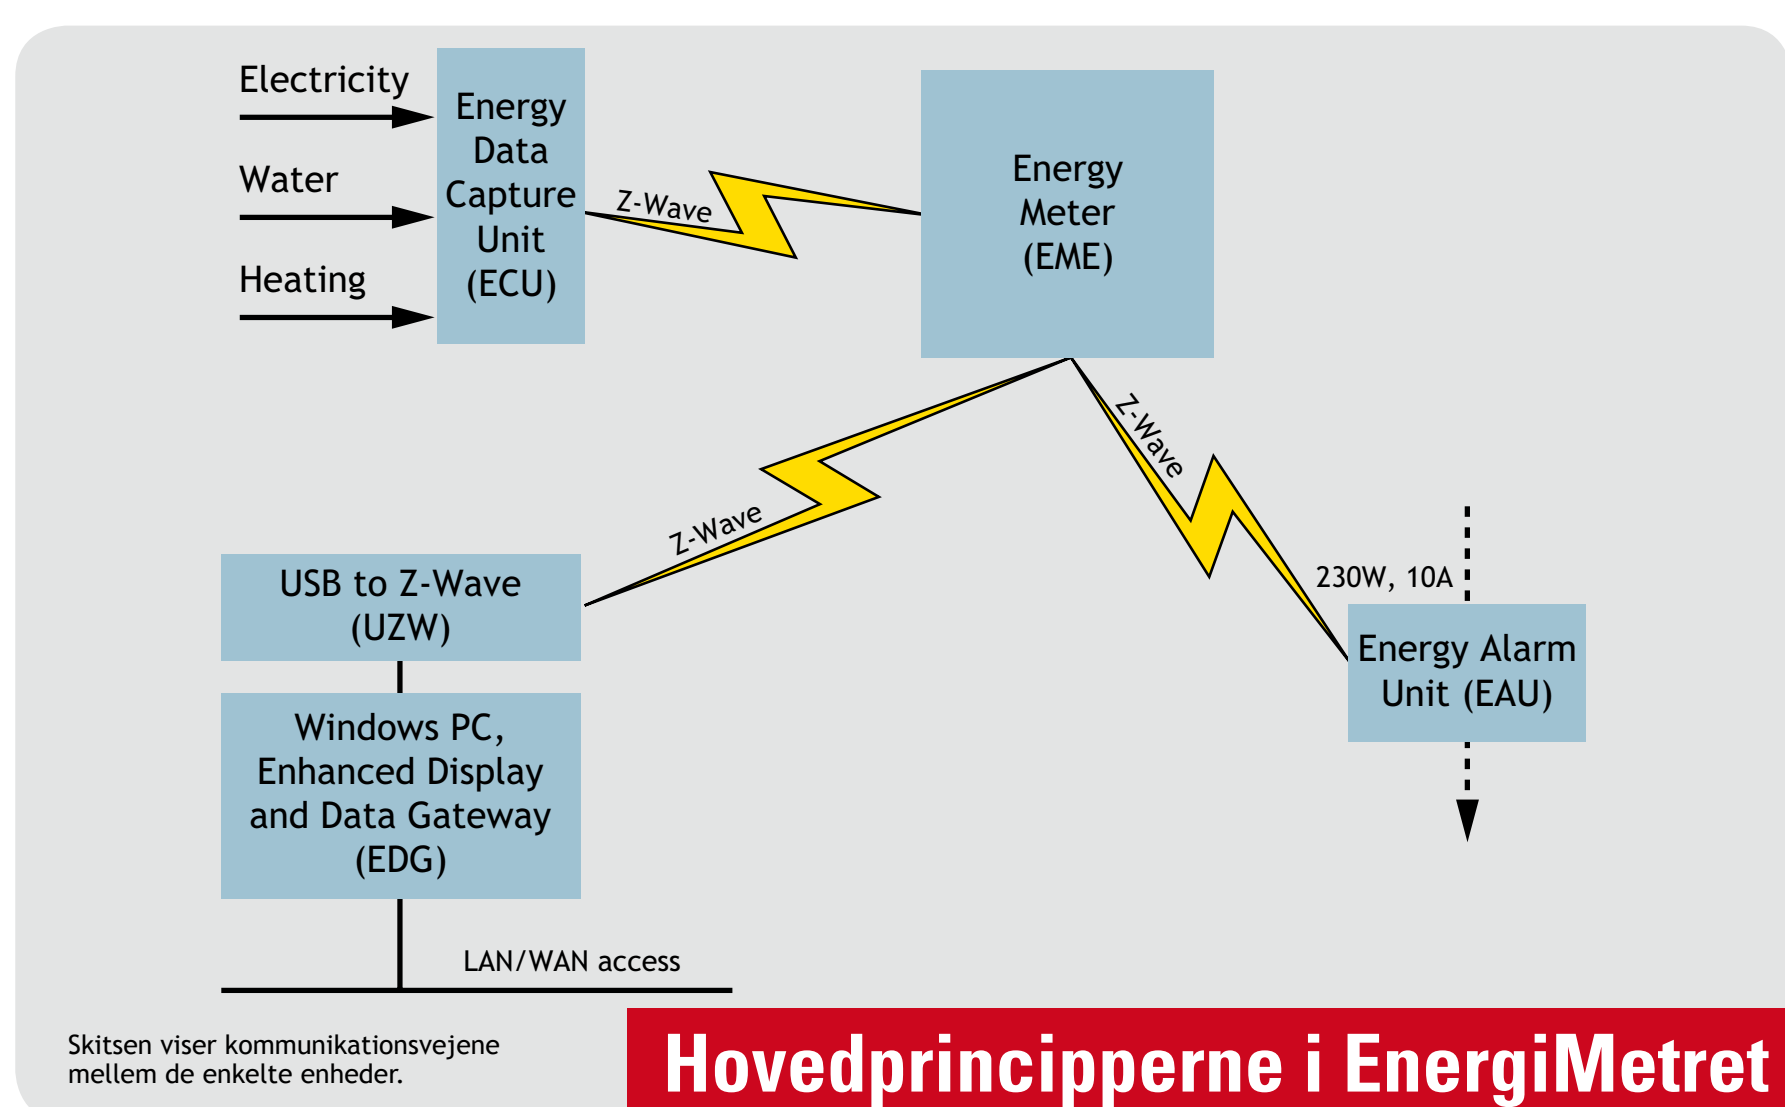 Electricity
Water
Heating
Energy
Data
Capture
Unit
(ECU)
Z-Wave
Energy
Meter
(EME)
Z-Wave
Z-Wave
USB to Z-Wave
(UZW)
230W, 10A
Energy Alarm
Unit (EAU)
Windows PC,
Enhanced Display
and Data Gateway
(EDG)
LAN/WAN access
Skitsen viser kommunikationsvejene
mellem de enkelte enheder.
Hovedprincipperne i EnergiMetret